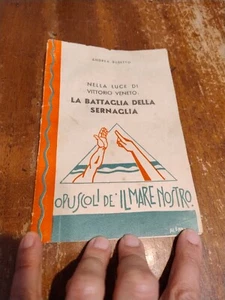 NELLA LUCE DI
VITTORIO VENETO:
LA BATTAGLIA DELLA
SERNAGLIA
OPUSCOLI DE' IL MARE NOSTRO